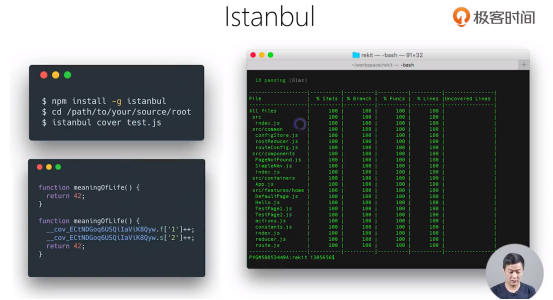 Istanbul
极客时间
$ npm install -g istanbul
$ cd /path/to/your/source/root
$ istanbul cover test.js
function meaningOfLife() {
return 42;
}
function meaningOfLife() {
return 42;
}
rekit — -bash — 91×32
~/workspace/rekit — -bash
passing
File | % Stmts | % Branch | % Funcs | % Lines |Uncovered Lines |
All files | 100 | 100 | 100 | 100 | |
src | 100 | 100 | 100 | 100 | |
index.js | 100 | 100 | 100 | 100 | |
src/common | 100 | 100 | 100 | 100 | |
configStore.js | 100 | 100 | 100 | 100 | |
rootReducer.js | 100 | 100 | 100 | 100 | |
routeConfig.js | 100 | 100 | 100 | 100 | |
src/components | 100 | 100 | 100 | 100 | |
PageNotFound.js | 100 | 100 | 100 | 100 | |
SimpleNav.js | 100 | 100 | 100 | 100 | |
index.js | 100 | 100 | 100 | 100 | |
src/containers | 100 | 100 | 100 | 100 | |
App.js | 100 | 100 | 100 | 100 | |
src/features/home | 100 | 100 | 100 | 100 | |
DefaultPage.js | 100 | 100 | 100 | 100 | |
Hello.js | 100 | 100 | 100 | 100 | |
TestPage1.js | 100 | 100 | 100 | 100 | |
TestPage2.js | 100 | 100 | 100 | 100 | |
actions.js | 100 | 100 | 100 | 100 | |
constants.js | 100 | 100 | 100 | 100 | |
index.js | 100 | 100 | 100 | 100 | |
reducer.js | 100 | 100 | 100 | 100 | |
route.js | 100 | 100 | 100 | 100 | |